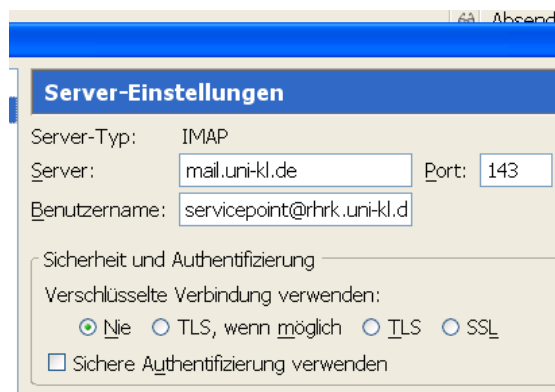 Absend
Server-Einstellungen
Server-Typ: IMAP
Server: mail.uni-kl.de Port: 143
Benutzername: servicepoint@rhrk.uni-kl.d
Sicherheit und Authentifizierung
Verschlüsselte Verbindung verwenden:
Nie TLS, wenn möglich TLS SSL
Sichere Authentifizierung verwenden